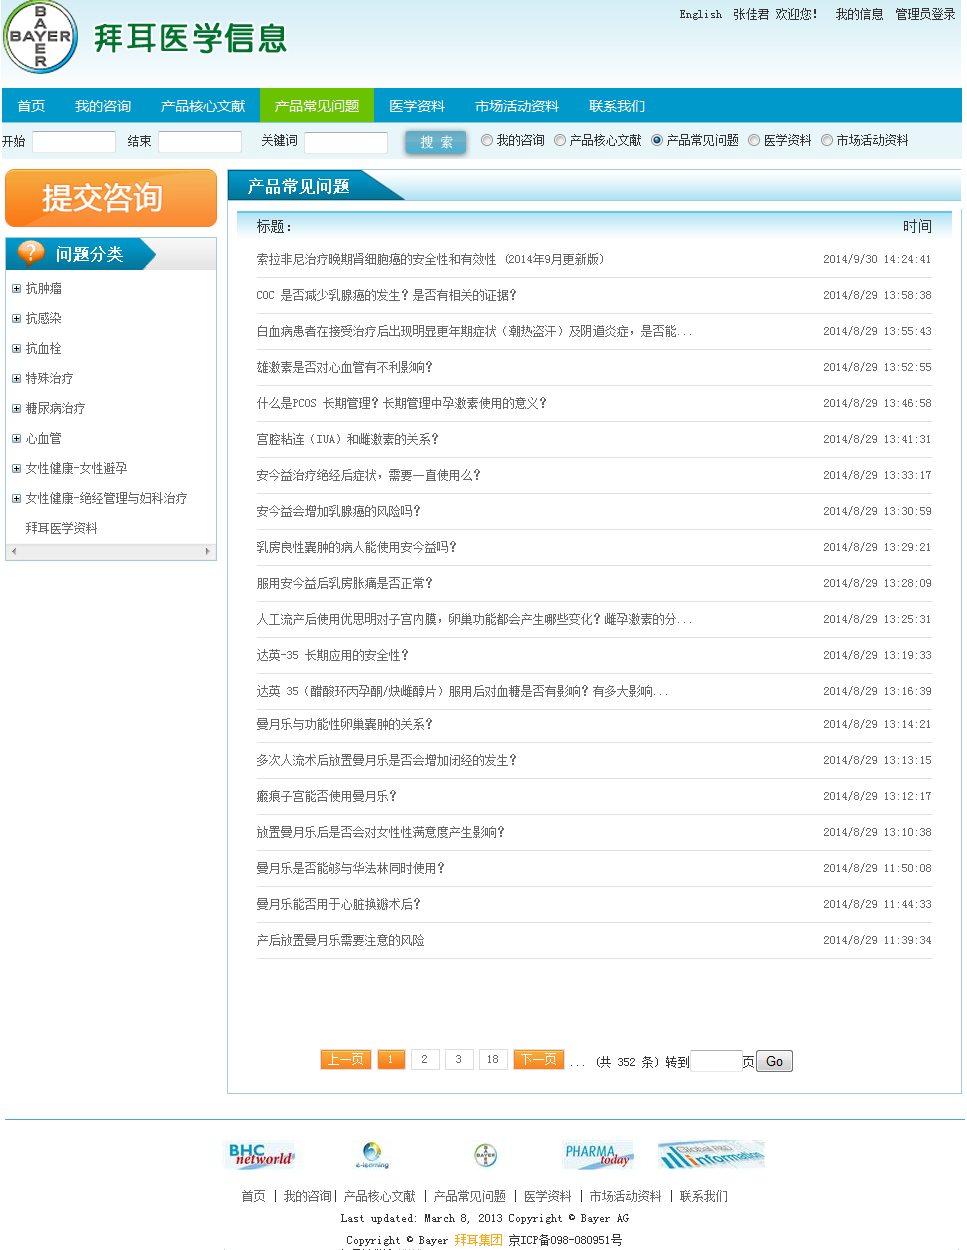 English 张佳君 欢迎您! 我的信息 管理员登录
BAYER
BAYER
拜耳医学信息
首页 我的咨询 产品核心文献 产品常见问题 医学资料 市场活动资料 联系我们
开始 结束 关键词 搜 索 我的咨询 产品核心文献 产品常见问题 医学资料 市场活动资料
提交咨询
问题分类
抗肿瘤
抗感染
抗血栓
特殊治疗
糖尿病治疗
心血管
女性健康-女性避孕
女性健康-绝经管理与妇科治疗
拜耳医学资料
产品常见问题
标题: 时间
索拉非尼治疗晚期肾细胞癌的安全性和有效性 (2014年9月更新版) 2014/9/30 14:24:41
COC 是否减少乳腺癌的发生？是否有相关的证据？ 2014/8/29 13:58:38
白血病患者在接受治疗后出现明显更年期症状（潮热盗汗）及阴道炎症，是否能... 2014/8/29 13:55:43
雄激素是否对心血管有不利影响？ 2014/8/29 13:52:55
什么是PCOS 长期管理？长期管理中孕激素使用的意义？ 2014/8/29 13:46:58
宫腔粘连（IUA）和雌激素的关系？ 2014/8/29 13:41:31
安今益治疗绝经后症状，需要一直使用么？ 2014/8/29 13:33:17
安今益会增加乳腺癌的风险吗？ 2014/8/29 13:30:59
乳房良性囊肿的病人能使用安今益吗？ 2014/8/29 13:29:21
服用安今益后乳房胀痛是否正常？ 2014/8/29 13:28:09
人工流产后使用优思明对子宫内膜，卵巢功能都会产生哪些变化？雌孕激素的分... 2014/8/29 13:25:31
达英-35 长期应用的安全性？ 2014/8/29 13:19:33
达英 35（醋酸环丙孕酮/炔雌醇片）服用后对血糖是否有影响？有多大影响... 2014/8/29 13:16:39
曼月乐与功能性卵巢囊肿的关系？ 2014/8/29 13:14:21
多次人流术后放置曼月乐是否会增加闭经的发生？ 2014/8/29 13:13:15
瘢痕子宫能否使用曼月乐？ 2014/8/29 13:12:17
放置曼月乐后是否会对女性性满意度产生影响？ 2014/8/29 13:10:38
曼月乐是否能够与华法林同时使用？ 2014/8/29 11:50:08
曼月乐能否用于心脏换瓣术后？ 2014/8/29 11:44:33
产后放置曼月乐需要注意的风险 2014/8/29 11:39:34
上一页 1 2 3 18 下一页 ... (共 352 条) 转到 页 Go
BHC networld e-learning BAYER PHARMA today Global R&D information
首页 | 我的咨询| 产品核心文献 | 产品常见问题 | 医学资料 | 市场活动资料 | 联系我们
Last updated: March 8, 2013 Copyright © Bayer AG
Copyright © Bayer 拜耳集团 京ICP备098-080951号